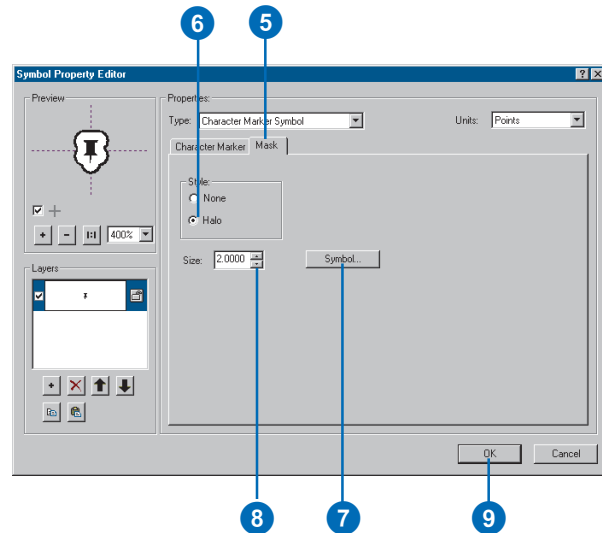 6 5
Symbol Property Editor
Preview
Properties:
Type: Character Marker Symbol Units: Points
Character Marker Mask
Style:
None
Halo
1:1 400%
Size: 2.0000 Symbol...
Layers
OK Cancel
8 7 9